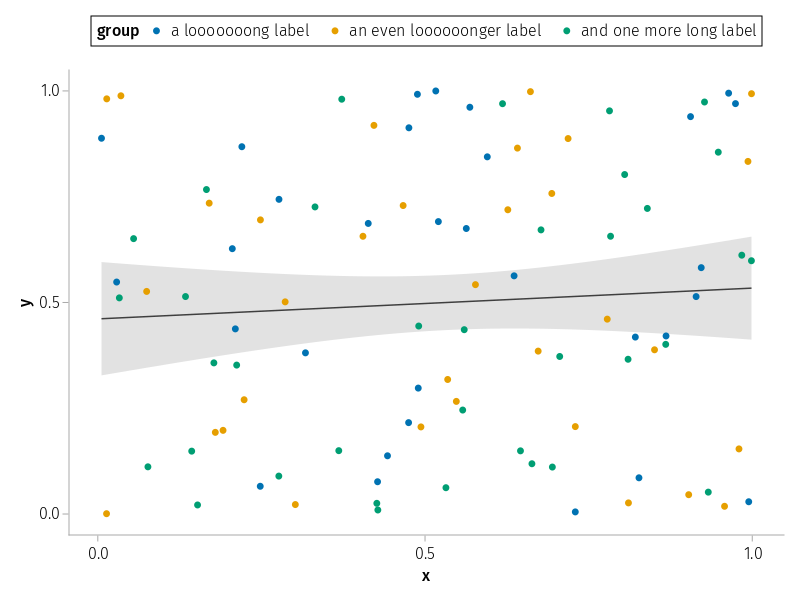 group a looooooong label an even loooooonger label and one more long label
1.0
y 0.5
0.0
0.0 0.5 1.0
x